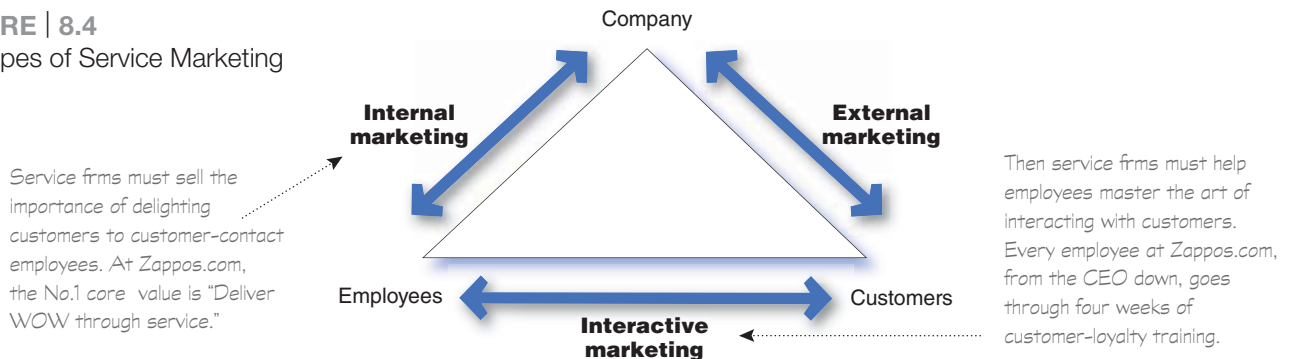 RE | 8.4
pes of Service Marketing
Company
Internal
marketing
External
marketing
Service frms must sell the
importance of delighting
customers to customer-contact
employees. At Zappos.com,
the No.1 core value is “Deliver
WOW through service.”
Then service frms must help
employees master the art of
interacting with customers.
Every employee at Zappos.com,
from the CEO down, goes
through four weeks of
customer-loyalty training.
Employees
Customers
Interactive
marketing